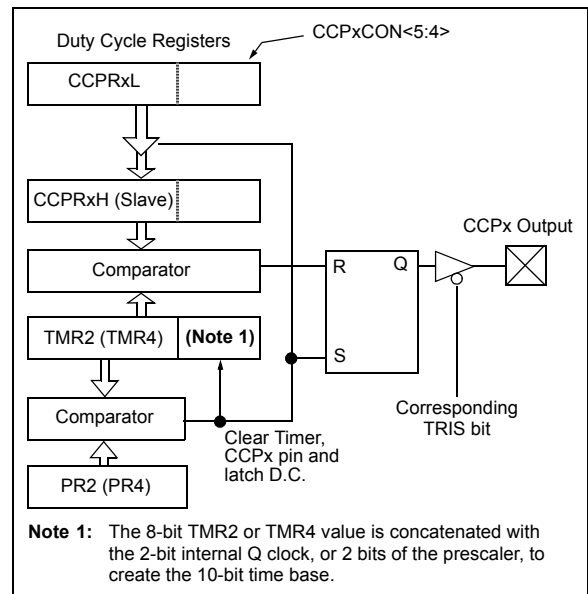 Duty Cycle Registers
CCPxCON<5:4>
CCPRxL
CCPRxH (Slave)
CCPx Output
Comparator
R
Q
TMR2 (TMR4)
(Note 1)
S
Comparator
Clear Timer,
CCPx pin and
latch D.C.
Corresponding
TRIS bit
PR2 (PR4)
Note 1: The 8-bit TMR2 or TMR4 value is concatenated with
the 2-bit internal Q clock, or 2 bits of the prescaler, to
create the 10-bit time base.